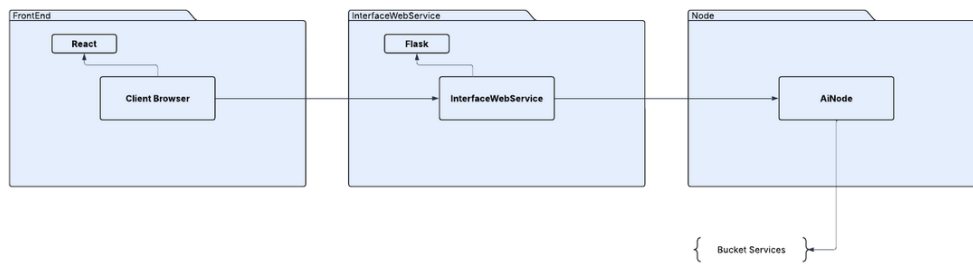 FrontEnd
InterfaceWebService
Node
React
Flask
Client Browser
InterfaceWebService
AiNode
{ Bucket Services }